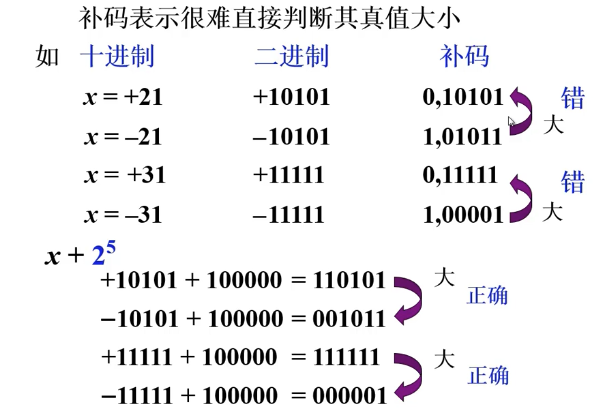 补码表示很难直接判断其真值大小
如 十进制 二进制 补码
x = +21 +10101 0,10101 错
x = –21 –10101 1,01011 大
x = +31 +11111 0,11111 错
x = –31 –11111 1,00001 大
x + 2⁵
+10101 + 100000 = 110101 大
正确
–10101 + 100000 = 001011
+11111 + 100000 = 111111 大
正确
–11111 + 100000 = 000001